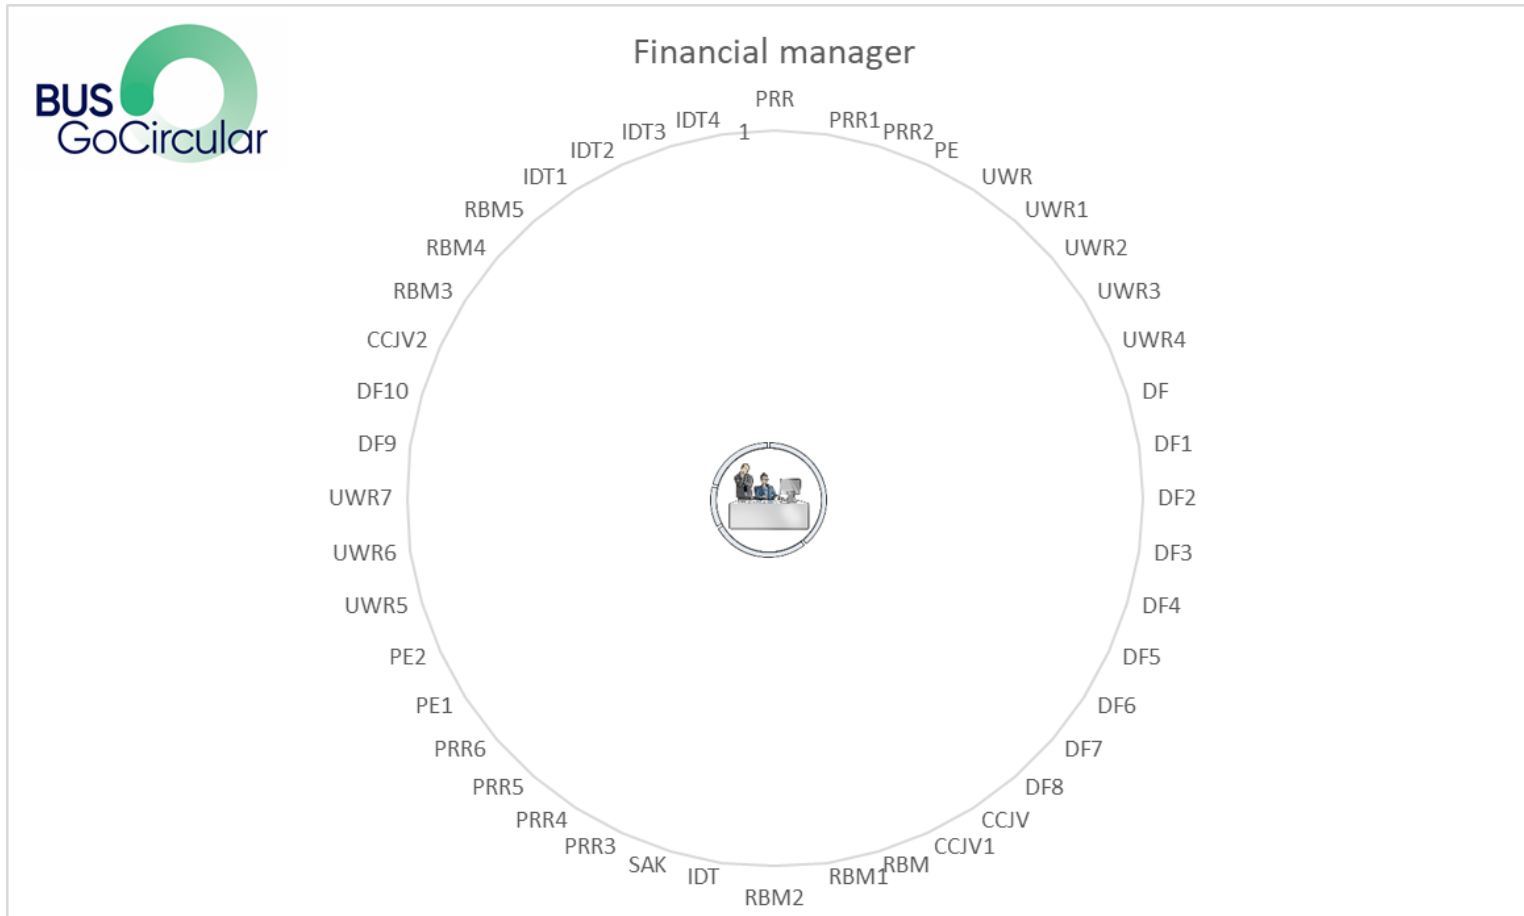 BUS
GoCircular
Financial manager
PRR
1
PRR1
PRR2
PE
UWR
UWR1
UWR2
UWR3
UWR4
DF
DF1
DF2
DF3
DF4
DF5
DF6
DF7
DF8
CCJV
CCJV1
RBM
RBM1
RBM2
IDT
SAK
PRR3
PRR4
PRR5
PRR6
PE1
PE2
UWR5
UWR6
UWR7
DF9
DF10
CCJV2
RBM3
RBM4
RBM5
IDT1
IDT2
IDT3
IDT4